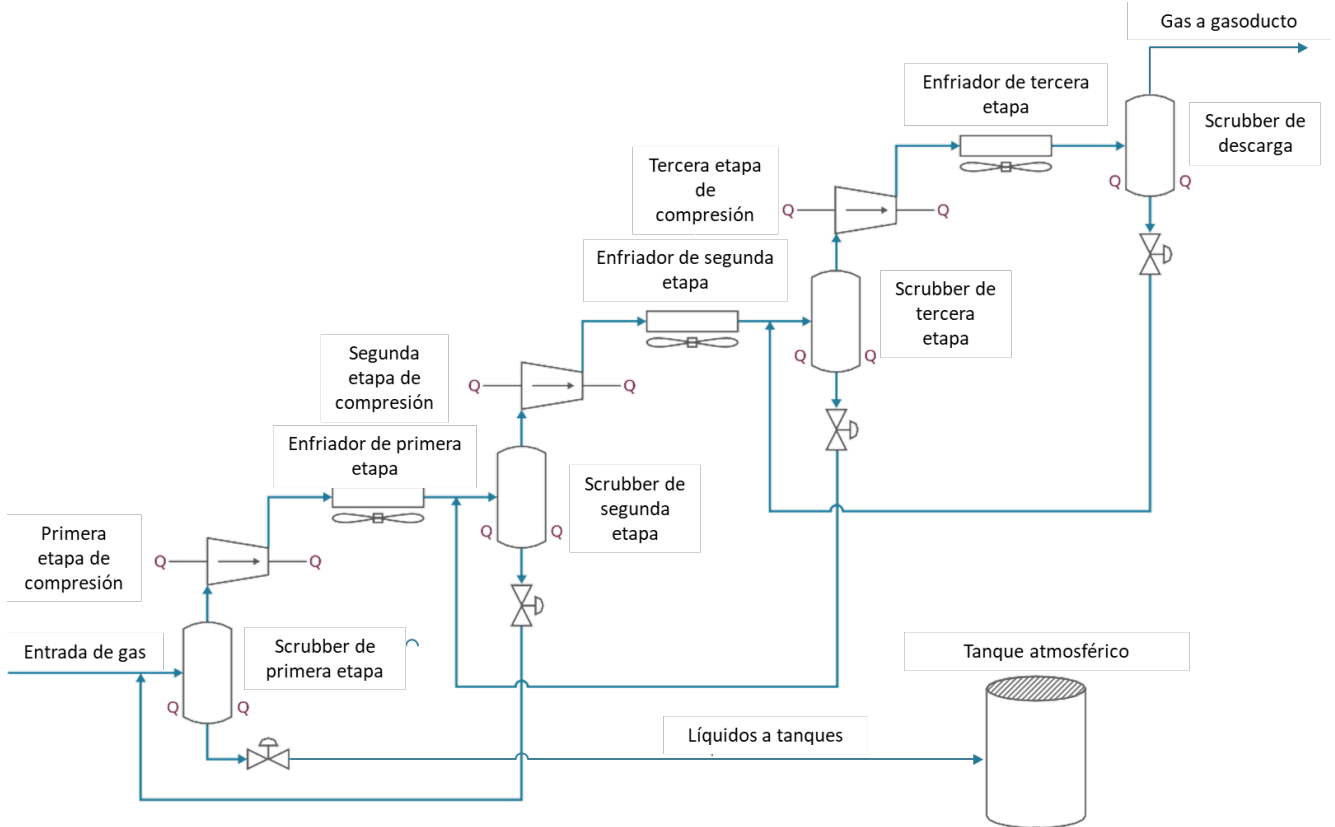 Gas a gasoducto
Enfriador de tercera
etapa
Scrubber de
descarga
Q
Q
Tercera etapa
de
compresión
Q
Q
Enfriador de segunda
etapa
Scrubber de
tercera
etapa
Q
Q
Segunda
etapa de
compresión
Q
Q
Enfriador de primera
etapa
Scrubber de
segunda
etapa
Q
Q
Primera
etapa de
compresión
Q
Q
Entrada de gas
Scrubber de
primera etapa
Q
Q
Tanque atmosférico
Líquidos a tanques